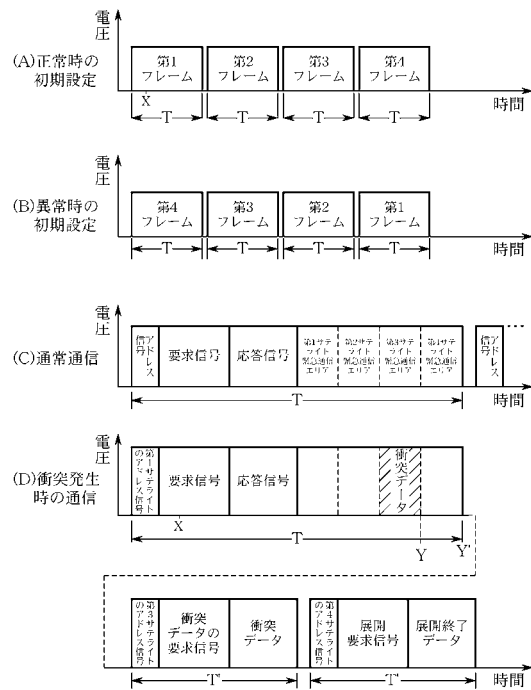 電圧
(A)正常時の
初期設定
第1
フレーム
第2
フレーム
第3
フレーム
第4
フレーム
X
T
T
T
T
時間
電圧
(B)異常時の
初期設定
第4
フレーム
第3
フレーム
第2
フレーム
第1
フレーム
T
T
T
T
時間
電圧
(C)通常通信
アドレス
信号
要求信号
応答信号
第1サテ
ライト
緊急通信
エリア
第2サテ
ライト
緊急通信
エリア
第3サテ
ライト
緊急通信
エリア
第4サテ
ライト
緊急通信
エリア
アドレス
信号
…
T
時間
電圧
(D)衝突発生
時の通信
第1サテライト
のアドレス信号
要求信号
応答信号
衝突データ
X
T
Y
Y'
第3サテライト
のアドレス信号
衝突
データの
要求信号
衝突
データ
第4サテライト
のアドレス信号
展開
要求信号
展開終了
データ
T'
T'
時間